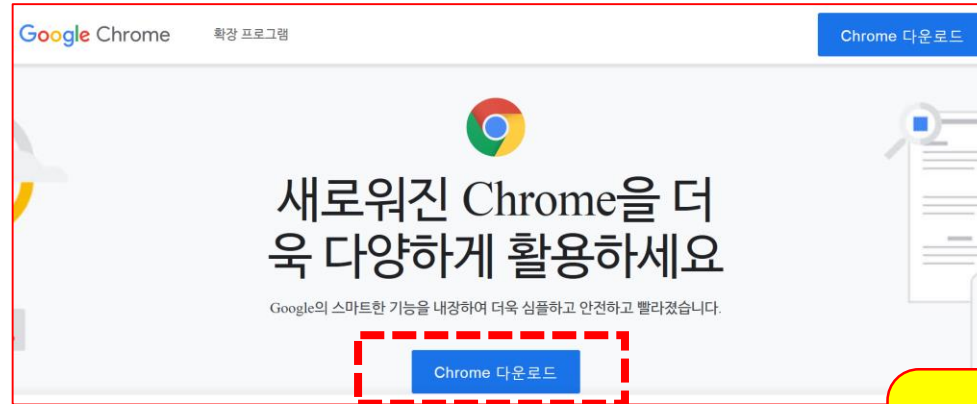 Google Chrome 확장 프로그램 Chrome 다운로드
새로워진 Chrome을 더
욱 다양하게 활용하세요
Google의 스마트한 기능을 내장하여 더욱 심플하고 안전하고 빨라졌습니다.
Chrome 다운로드